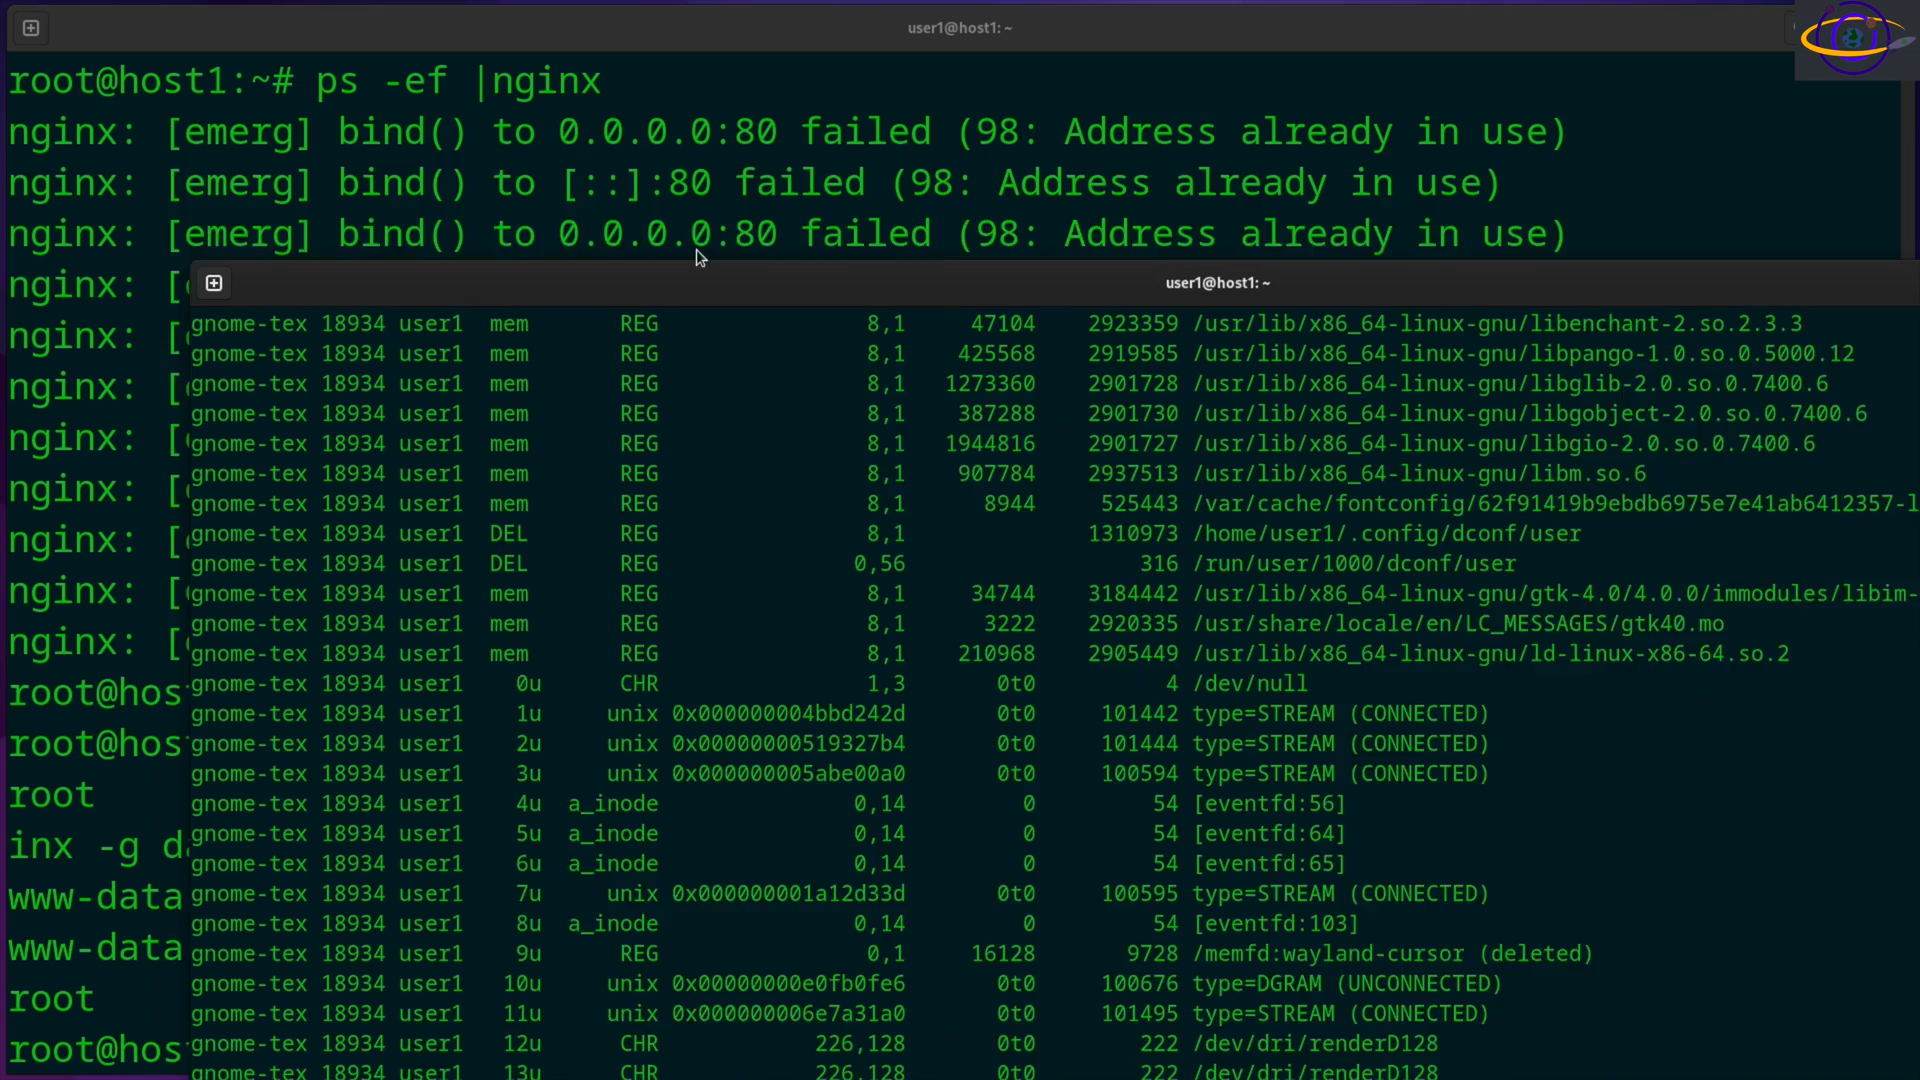 user1@host1: ~
root@host1:~# ps -ef |nginx
nginx: [emerg] bind() to 0.0.0.0:80 failed (98: Address already in use)
nginx: [emerg] bind() to [::]:80 failed (98: Address already in use)
nginx: [emerg] bind() to 0.0.0.0:80 failed (98: Address already in use)
nginx: [
nginx: [
nginx: [
nginx: [
nginx: [
nginx: [
nginx: [
nginx: [
root@hos
root@hos
root
inx -g d
www-data
www-data
root
root@hos
user1@host1: ~
gnome-tex 18934 user1 mem REG 8,1 47104 2923359 /usr/lib/x86_64-linux-gnu/libenchant-2.so.2.3.3
gnome-tex 18934 user1 mem REG 8,1 425568 2919585 /usr/lib/x86_64-linux-gnu/libpango-1.0.so.0.5000.12
gnome-tex 18934 user1 mem REG 8,1 1273360 2901728 /usr/lib/x86_64-linux-gnu/libglib-2.0.so.0.7400.6
gnome-tex 18934 user1 mem REG 8,1 387288 2901730 /usr/lib/x86_64-linux-gnu/libgobject-2.0.so.0.7400.6
gnome-tex 18934 user1 mem REG 8,1 1944816 2901727 /usr/lib/x86_64-linux-gnu/libgio-2.0.so.0.7400.6
gnome-tex 18934 user1 mem REG 8,1 907784 2937513 /usr/lib/x86_64-linux-gnu/libm.so.6
gnome-tex 18934 user1 mem REG 8,1 8944 525443 /var/cache/fontconfig/62f91419b9ebdb6975e7e41ab6412357-l
gnome-tex 18934 user1 DEL REG 8,1 1310973 /home/user1/.config/dconf/user
gnome-tex 18934 user1 DEL REG 0,56 316 /run/user/1000/dconf/user
gnome-tex 18934 user1 mem REG 8,1 34744 3184442 /usr/lib/x86_64-linux-gnu/gtk-4.0/4.0.0/immodules/libim-
gnome-tex 18934 user1 mem REG 8,1 3222 2920335 /usr/share/locale/en/LC_MESSAGES/gtk40.mo
gnome-tex 18934 user1 mem REG 8,1 210968 2905449 /usr/lib/x86_64-linux-gnu/ld-linux-x86-64.so.2
gnome-tex 18934 user1 0u CHR 1,3 0t0 4 /dev/null
gnome-tex 18934 user1 1u unix 0x000000004bbd242d 0t0 101442 type=STREAM (CONNECTED)
gnome-tex 18934 user1 2u unix 0x00000000519327b4 0t0 101444 type=STREAM (CONNECTED)
gnome-tex 18934 user1 3u unix 0x000000005abe00a0 0t0 100594 type=STREAM (CONNECTED)
gnome-tex 18934 user1 4u a_inode 0,14 0 54 [eventfd:56]
gnome-tex 18934 user1 5u a_inode 0,14 0 54 [eventfd:64]
gnome-tex 18934 user1 6u a_inode 0,14 0 54 [eventfd:65]
gnome-tex 18934 user1 7u unix 0x000000001a12d33d 0t0 100595 type=STREAM (CONNECTED)
gnome-tex 18934 user1 8u a_inode 0,14 0 54 [eventfd:103]
gnome-tex 18934 user1 9u REG 0,1 16128 9728 /memfd:wayland-cursor (deleted)
gnome-tex 18934 user1 10u unix 0x00000000e0fb0fe6 0t0 100676 type=DGRAM (UNCONNECTED)
gnome-tex 18934 user1 11u unix 0x000000006e7a31a0 0t0 101495 type=STREAM (CONNECTED)
gnome-tex 18934 user1 12u CHR 226,128 0t0 222 /dev/dri/renderD128
gnome-tex 18934 user1 13u CHR 226,128 0t0 222 /dev/dri/renderD128